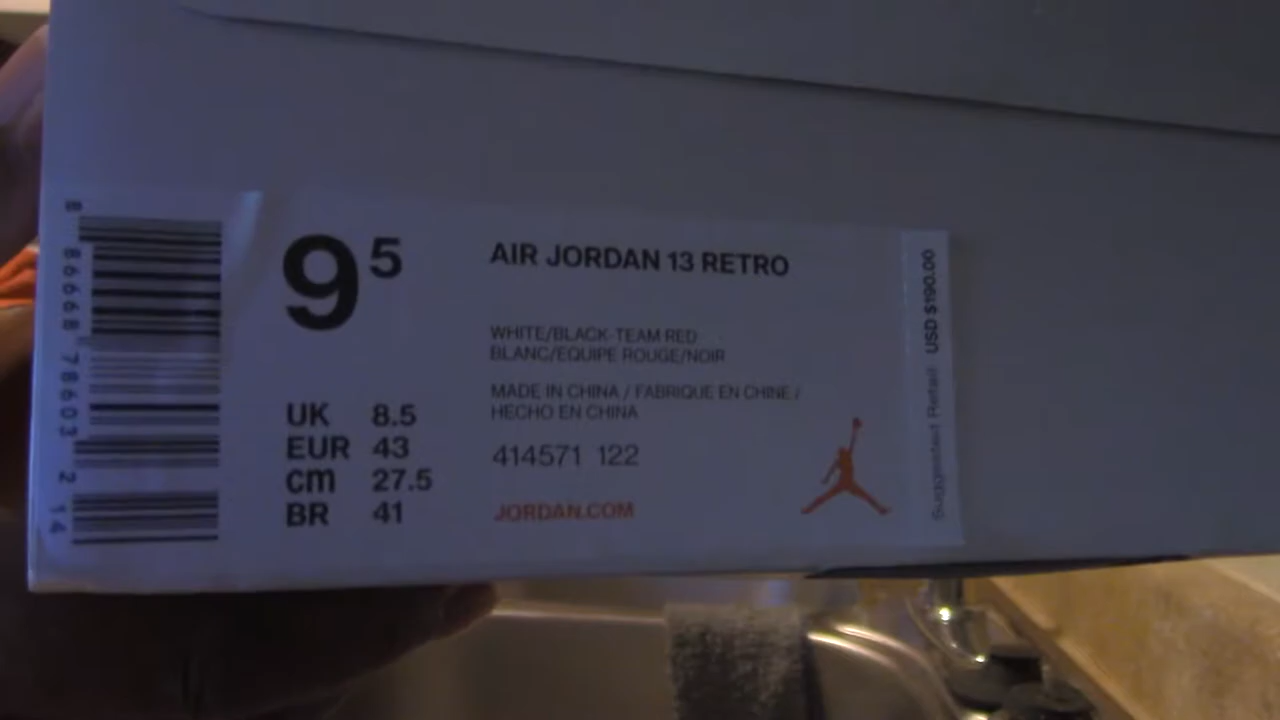 8 86668 78603 2 14
9 5
UK 8.5
EUR 43
cm 27.5
BR 41
AIR JORDAN 13 RETRO
WHITE/BLACK-TEAM RED
BLANC/EQUIPE ROUGE/NOIR
MADE IN CHINA / FABRIQUE EN CHINE /
HECHO EN CHINA
414571 122
JORDAN.COM
Suggested Retail USD $190.00